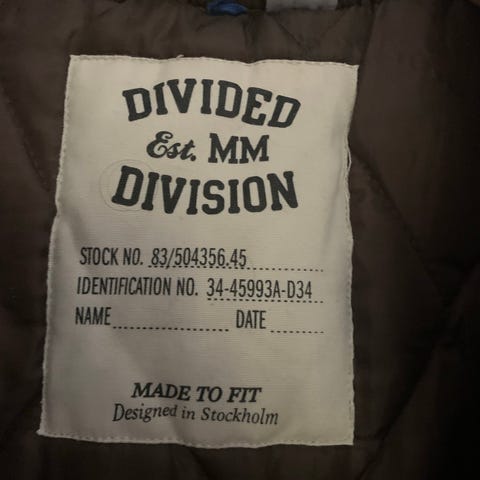 DIVIDED
Est. MM
DIVISION
STOCK NO. 83/504356.45
IDENTIFICATION NO. 34-45993A-D34
NAME DATE
MADE TO FIT
Designed in Stockholm